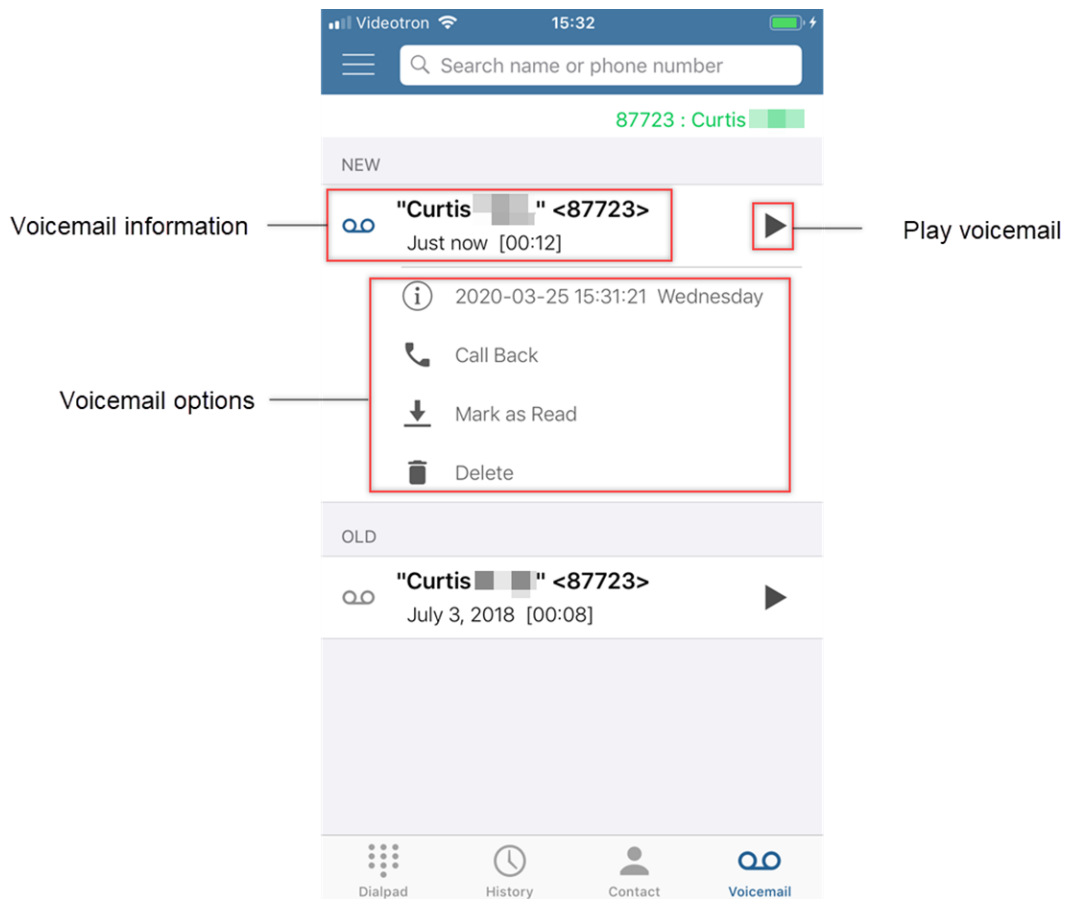 Videotron 15:32
Search name or phone number
87723 : Curtis
NEW
"Curtis " <87723>
Just now [00:12]
Voicemail information
Play voicemail
2020-03-25 15:31:21 Wednesday
Call Back
Voicemail options
Mark as Read
Delete
OLD
"Curtis " <87723>
July 3, 2018 [00:08]
Dialpad History Contact Voicemail